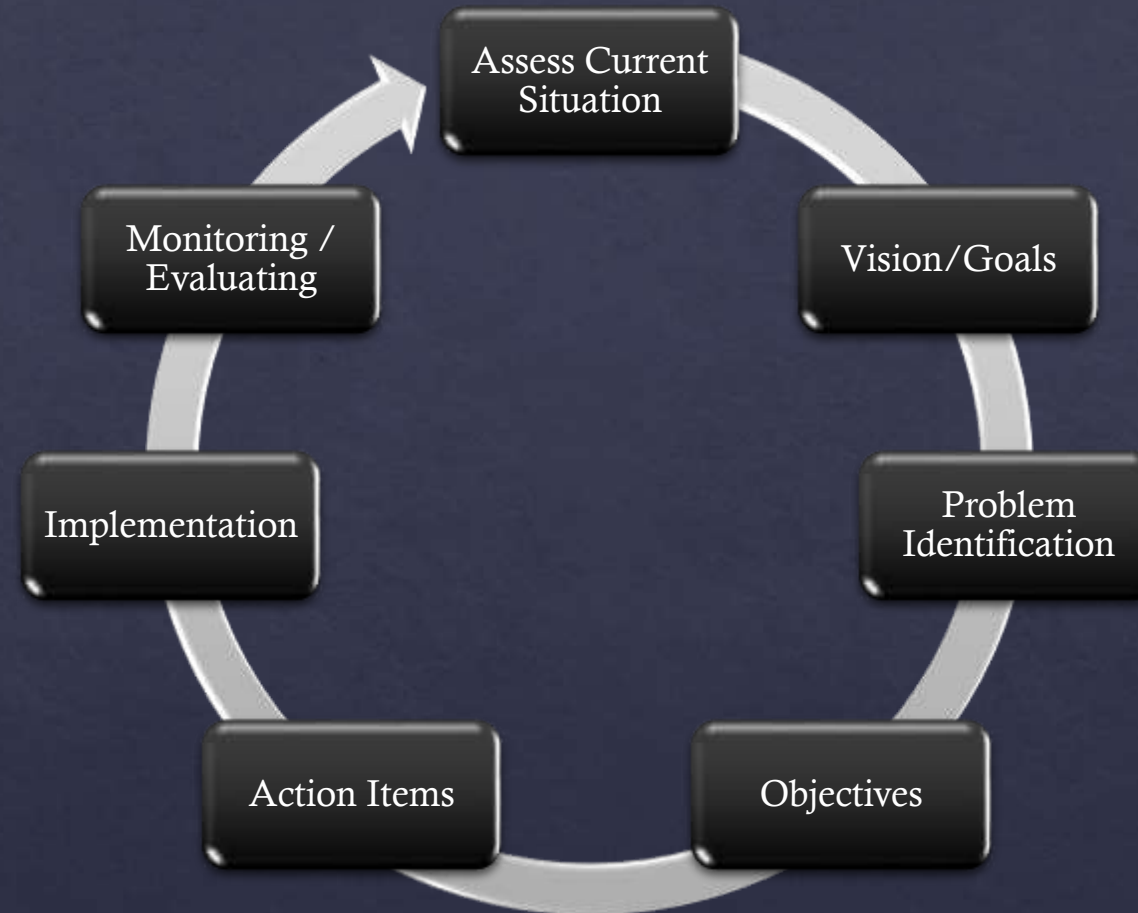 Assess Current
Situation
Vision/Goals
Problem
Identification
Objectives
Action Items
Implementation
Monitoring /
Evaluating